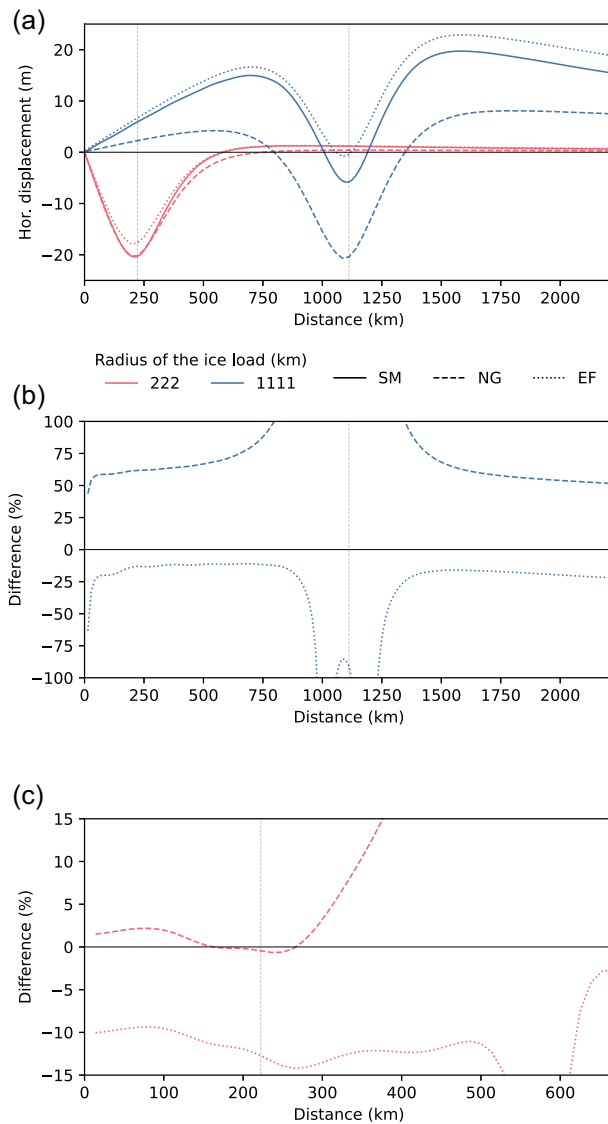 (a)
20
10
0
−10
−20
Hor. displacement (m)
0 250 500 750 1000 1250 1500 1750 2000
Distance (km)
Radius of the ice load (km)
222 1111 SM NG EF
(b)
100
75
50
25
0
−25
−50
−75
−100
Difference (%)
0 250 500 750 1000 1250 1500 1750 2000
Distance (km)
(c)
15
10
5
0
−5
−10
−15
Difference (%)
0 100 200 300 400 500 600
Distance (km)